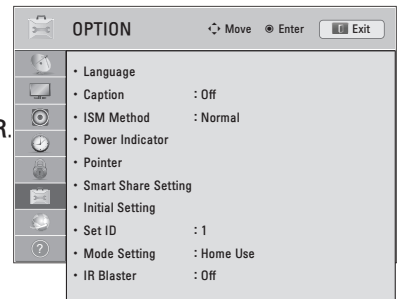 OPTION Move Enter Exit
• Language
• Caption : Off
R.
• ISM Method : Normal
• Power Indicator
• Pointer
• Smart Share Setting
• Initial Setting
• Set ID : 1
• Mode Setting : Home Use
• IR Blaster : Off
?